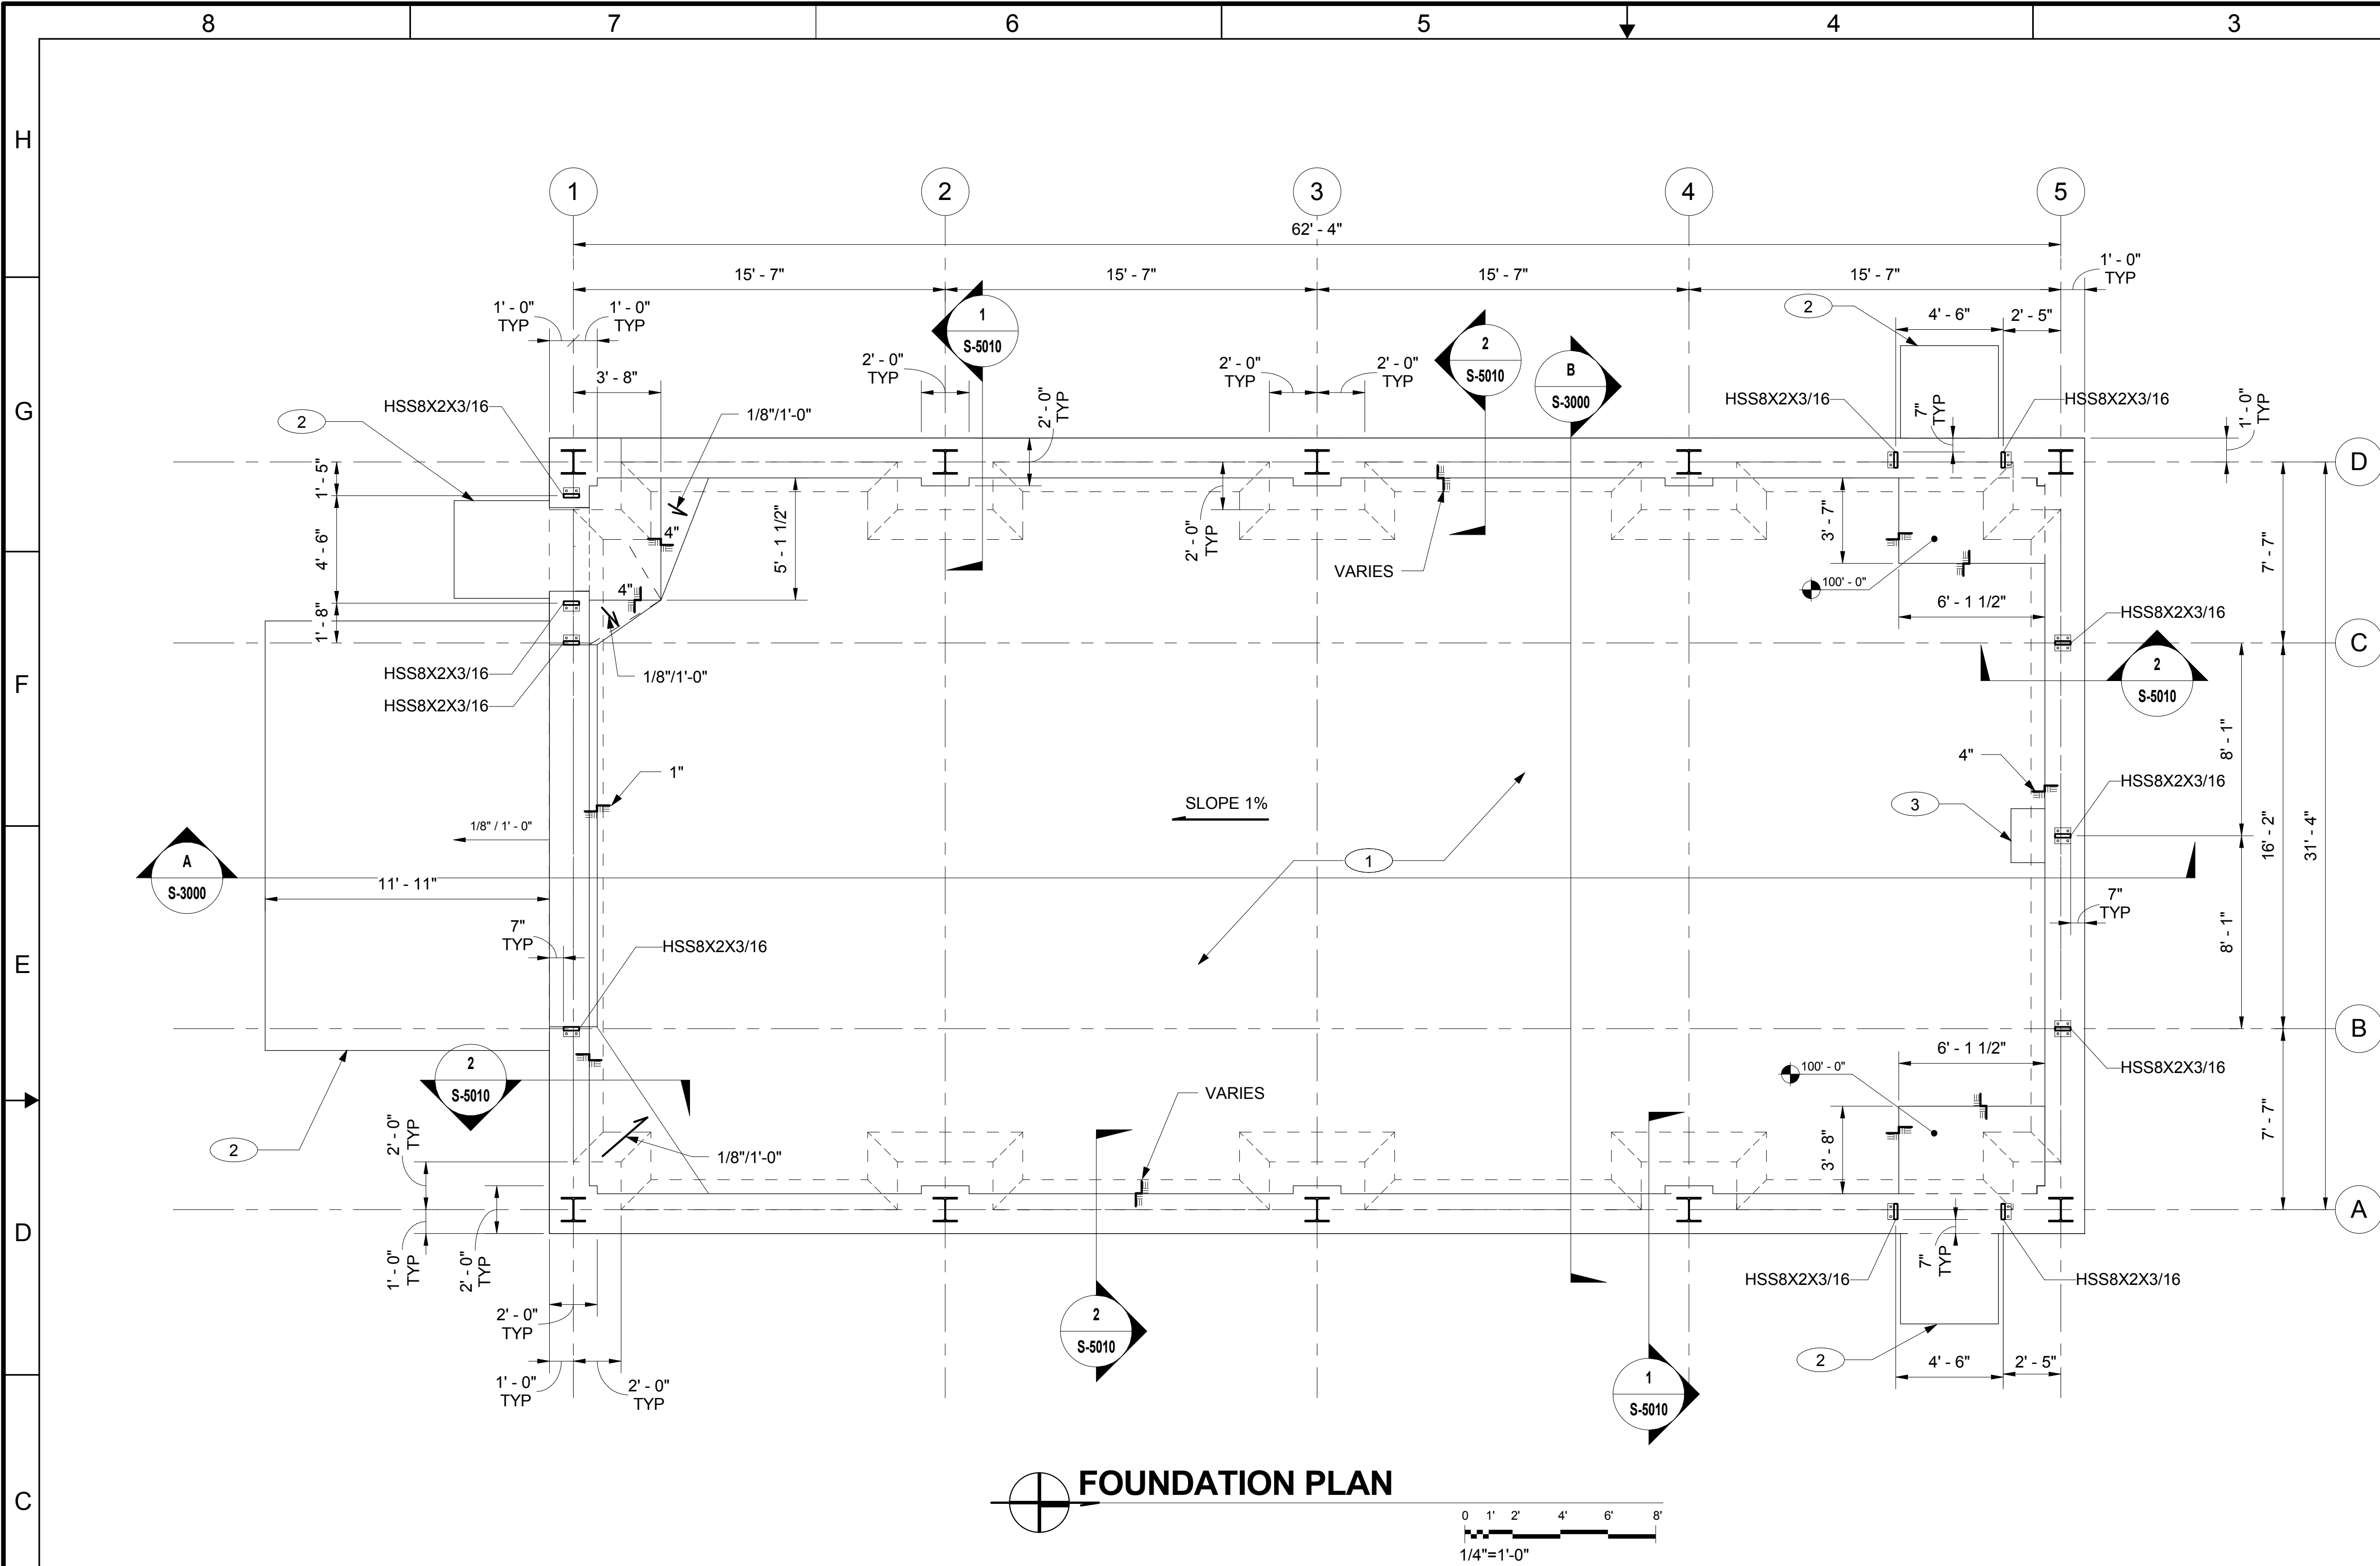 8 7 6 5 4 3
H
1 2 3 4 5
62' - 4"
15' - 7" 15' - 7" 15' - 7" 15' - 7" 1' - 0"
TYP
1' - 0" 1' - 0"
TYP TYP
1
S-5010
2
S-5010
B
S-3000
2
4' - 6" 2' - 5"
2' - 0"
TYP
2' - 0" 2' - 0"
TYP TYP
3' - 8"
G
HSS8X2X3/16
2
1/8"/1'-0"
2' - 0"
TYP
HSS8X2X3/16
7"
TYP
HSS8X2X3/16
1' - 0"
TYP
D
1' - 5"
4' - 6"
1' - 8"
4"
4"
5' - 1 1/2"
2' - 0"
TYP
VARIES
3' - 7"
100' - 0"
6' - 1 1/2"
7' - 7"
HSS8X2X3/16
C
HSS8X2X3/16
HSS8X2X3/16
1/8"/1'-0"
F
2
S-5010
8' - 1"
1"
4"
HSS8X2X3/16
SLOPE 1%
3
1/8" / 1' - 0"
16' - 2"
31' - 4"
A
S-3000
11' - 11"
1
7"
TYP
7"
TYP
HSS8X2X3/16
8' - 1"
E
B
2
S-5010
6' - 1 1/2"
100' - 0"
HSS8X2X3/16
VARIES
2
2' - 0"
TYP
1/8"/1'-0"
3' - 8"
7' - 7"
A
D
1' - 0"
TYP
2' - 0"
TYP
7"
TYP
HSS8X2X3/16 HSS8X2X3/16
2' - 0"
TYP
2
S-5010
2
4' - 6" 2' - 5"
1' - 0"
TYP
2' - 0"
TYP
1
S-5010
C
FOUNDATION PLAN
0 1' 2' 4' 6' 8'
1/4"=1'-0"